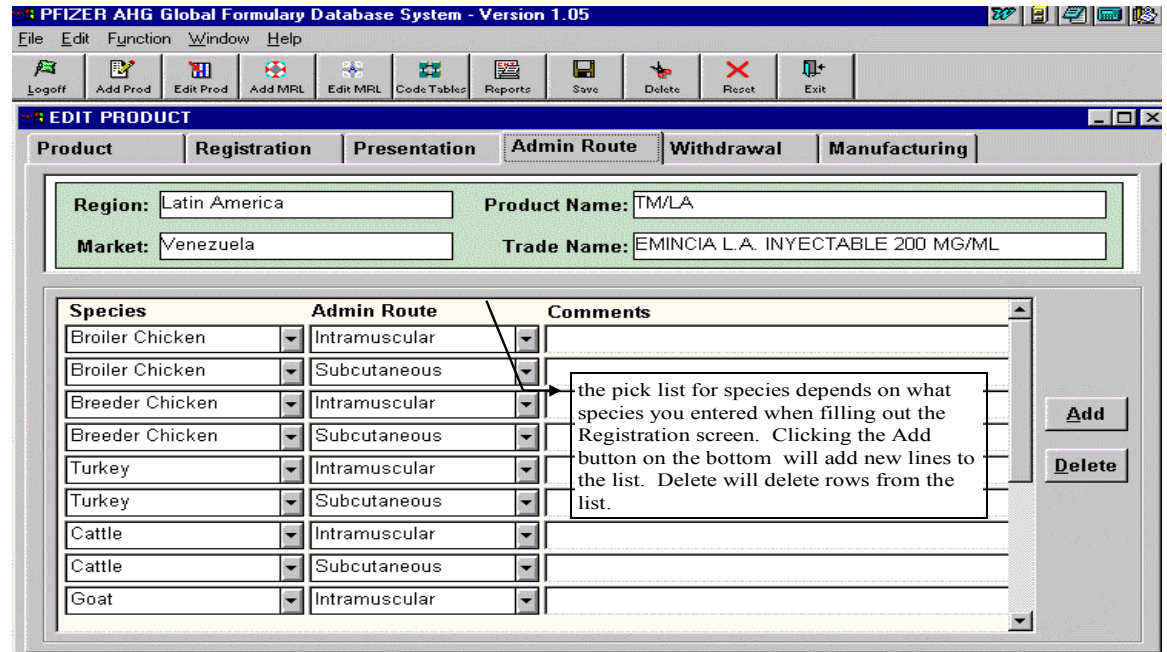 PFIZER AHG Global Formulary Database System - Version 1.05
File Edit Function Window Help
Logoff Add Prod Edit Prod Add MRL Edit MRL Code Tables Reports Save Delete Reset Exit
EDIT PRODUCT
Product Registration Presentation Admin Route Withdrawal Manufacturing
Region: Latin America Product Name: TM/LA
Market: Venezuela Trade Name: EMINCIA L.A. INYECTABLE 200 MG/ML
Species Admin Route Comments
Broiler Chicken Intramuscular
Broiler Chicken Subcutaneous
Breeder Chicken Intramuscular
Breeder Chicken Subcutaneous
Turkey Intramuscular
Turkey Subcutaneous
Cattle Intramuscular
Cattle Subcutaneous
Goat Intramuscular
the pick list for species depends on what
species you entered when filling out the
Registration screen. Clicking the Add
button on the bottom will add new lines to
the list. Delete will delete rows from the
list.
Add
Delete